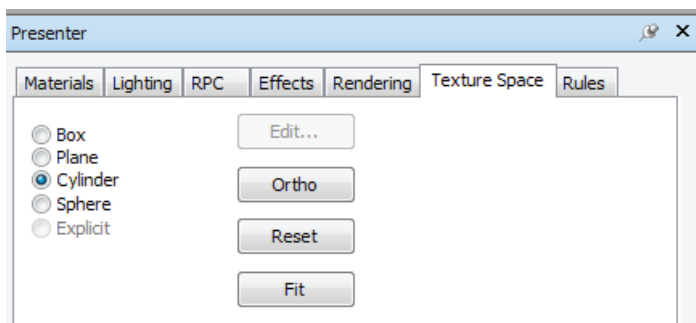 Presenter
Materials Lighting RPC Effects Rendering Texture Space Rules
Box
Plane
Cylinder
Sphere
Explicit
Edit...
Ortho
Reset
Fit